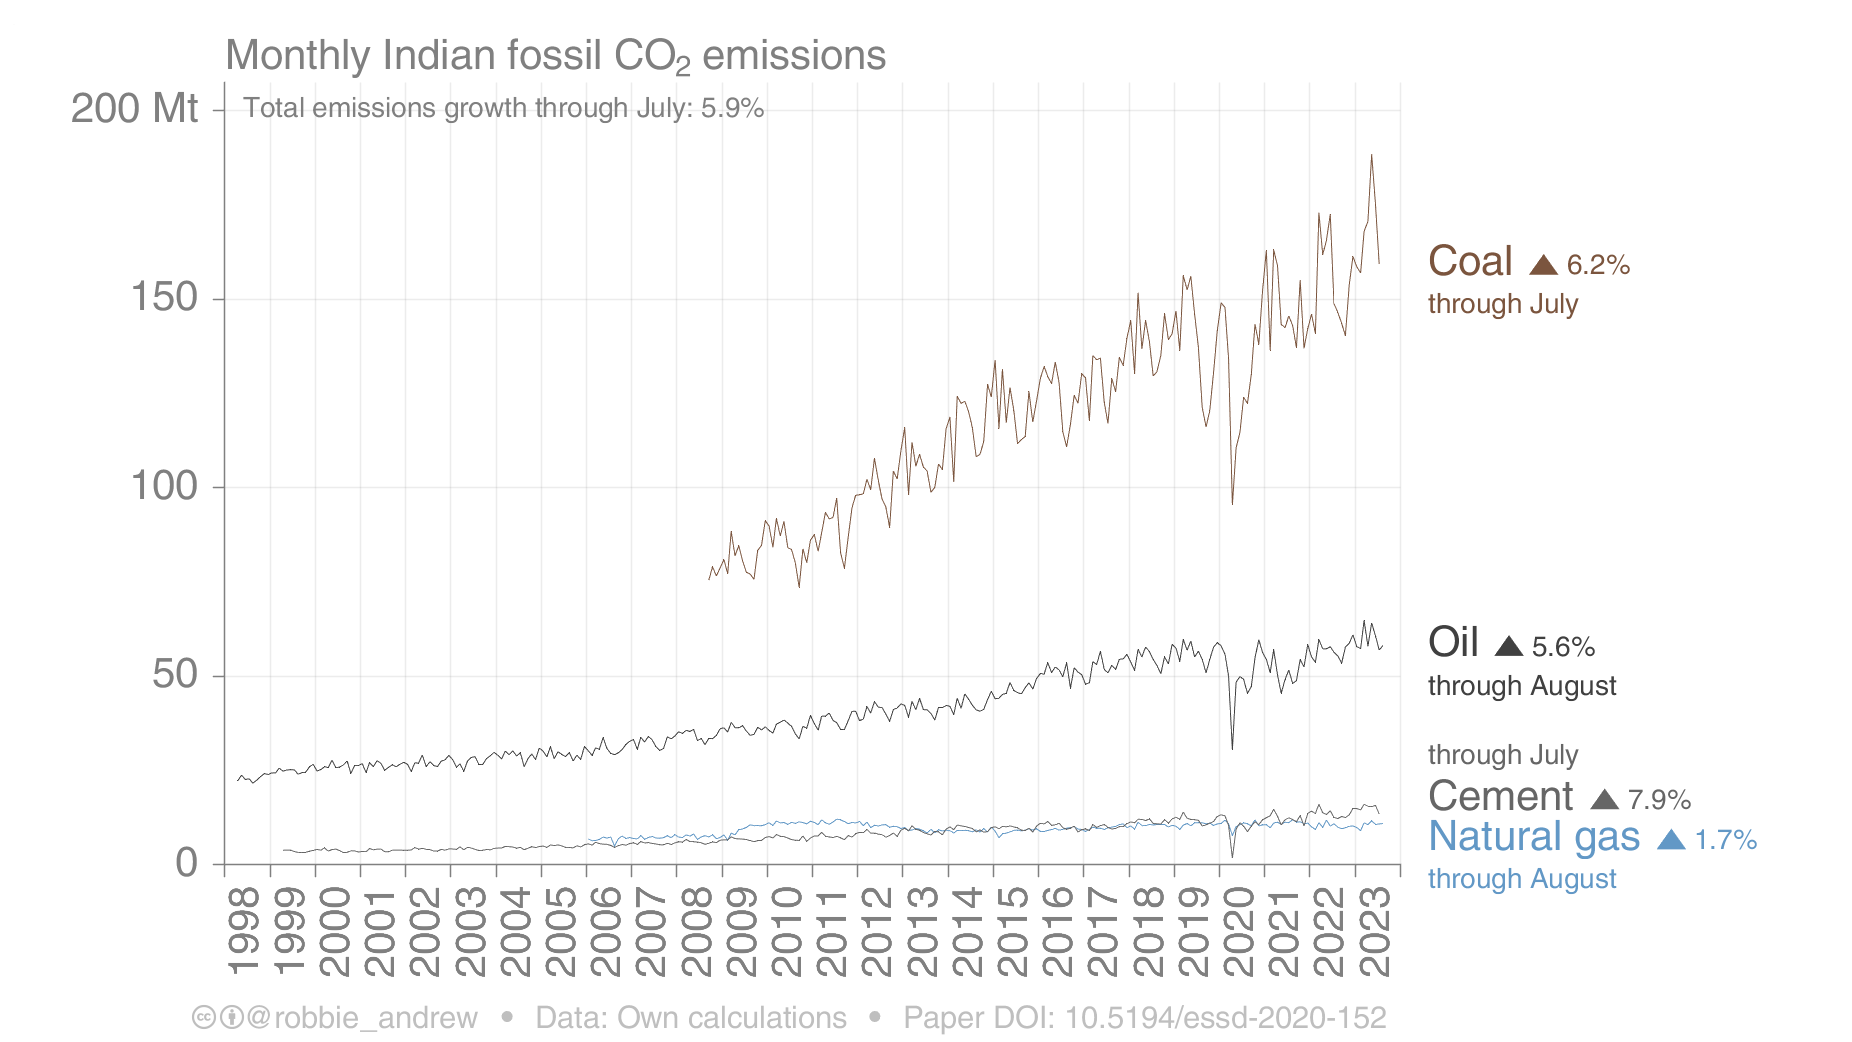 Monthly Indian fossil CO₂ emissions
Total emissions growth through July: 5.9%
200 Mt
150
100
50
0
Coal ▲ 6.2%
through July
Oil ▲ 5.6%
through August
through July
Cement ▲ 7.9%
Natural gas ▲ 1.7%
through August
1998
1999
2000
2001
2002
2003
2004
2005
2006
2007
2008
2009
2010
2011
2012
2013
2014
2015
2016
2017
2018
2019
2020
2021
2022
2023
@robbie_andrew • Data: Own calculations • Paper DOI: 10.5194/essd-2020-152